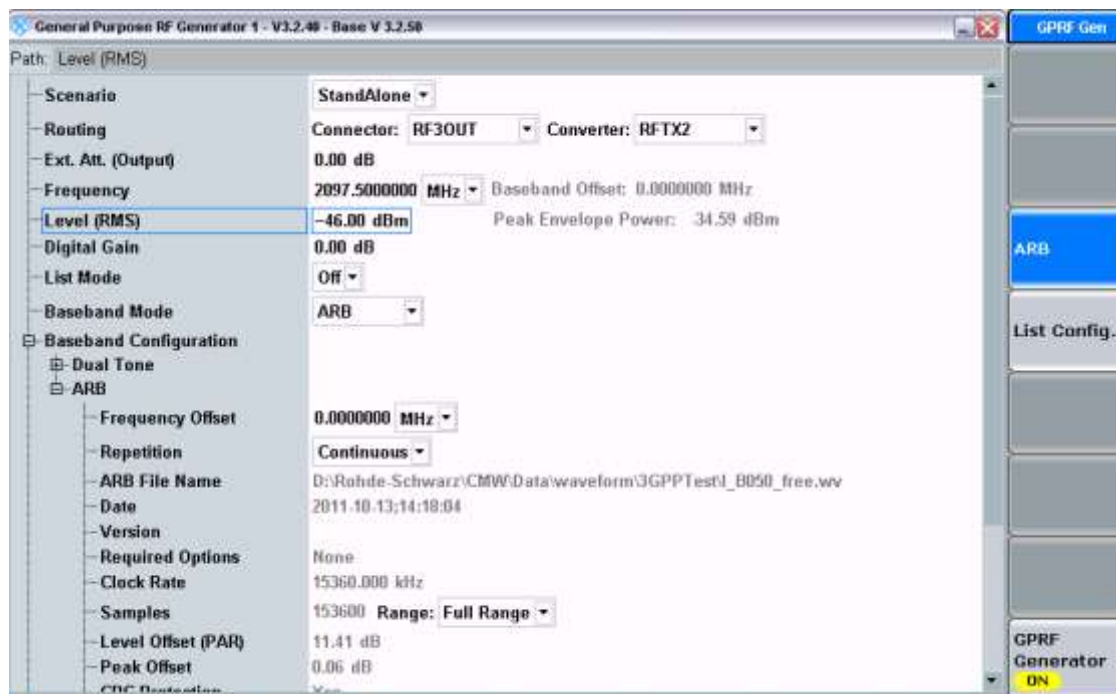 General Purpose RF Generator 1 - V3.2.40 - Base V 3.2.50
GPRF Gen
Path: Level (RMS)
Scenario StandAlone
Routing Connector: RF3OUT Converter: RFTX2
Ext. Att. (Output) 0.00 dB
Frequency 2097.5000000 MHz Baseband Offset: 0.0000000 MHz
Level (RMS) -46.00 dBm Peak Envelope Power: 34.59 dBm
Digital Gain 0.00 dB
List Mode Off
Baseband Mode ARB
Baseband Configuration
Dual Tone
ARB
Frequency Offset 0.0000000 MHz
Repetition Continuous
ARB File Name D:\Rohde-Schwarz\CMW\Data\waveform\3GPPTest\I_B050_free.wv
Date 2011-10-13;14:18:04
Version
Required Options None
Clock Rate 15360.000 kHz
Samples 153600 Range: Full Range
Level Offset (PAR) 11.41 dB
Peak Offset 0.06 dB
CRC Protection Yes
ARB
List Config.
GPRF
Generator
ON